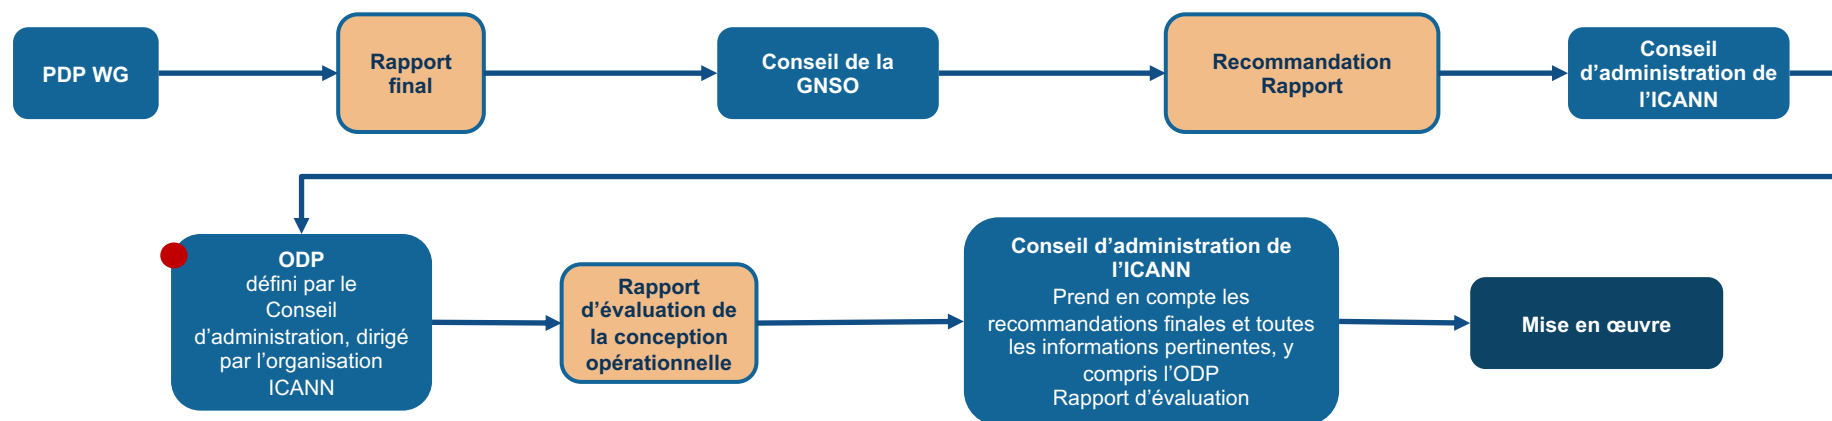 PDP WG
Rapport
final
Conseil de la
GNSO
Recommandation
Rapport
Conseil
d’administration de
l’ICANN
ODP
défini par le
Conseil
d’administration, dirigé
par l’organisation
ICANN
Rapport
d’évaluation de
la conception
opérationnelle
Conseil d’administration de
l’ICANN
Prend en compte les
recommandations finales et toutes
les informations pertinentes, y
compris l’ODP
Rapport d’évaluation
Mise en œuvre